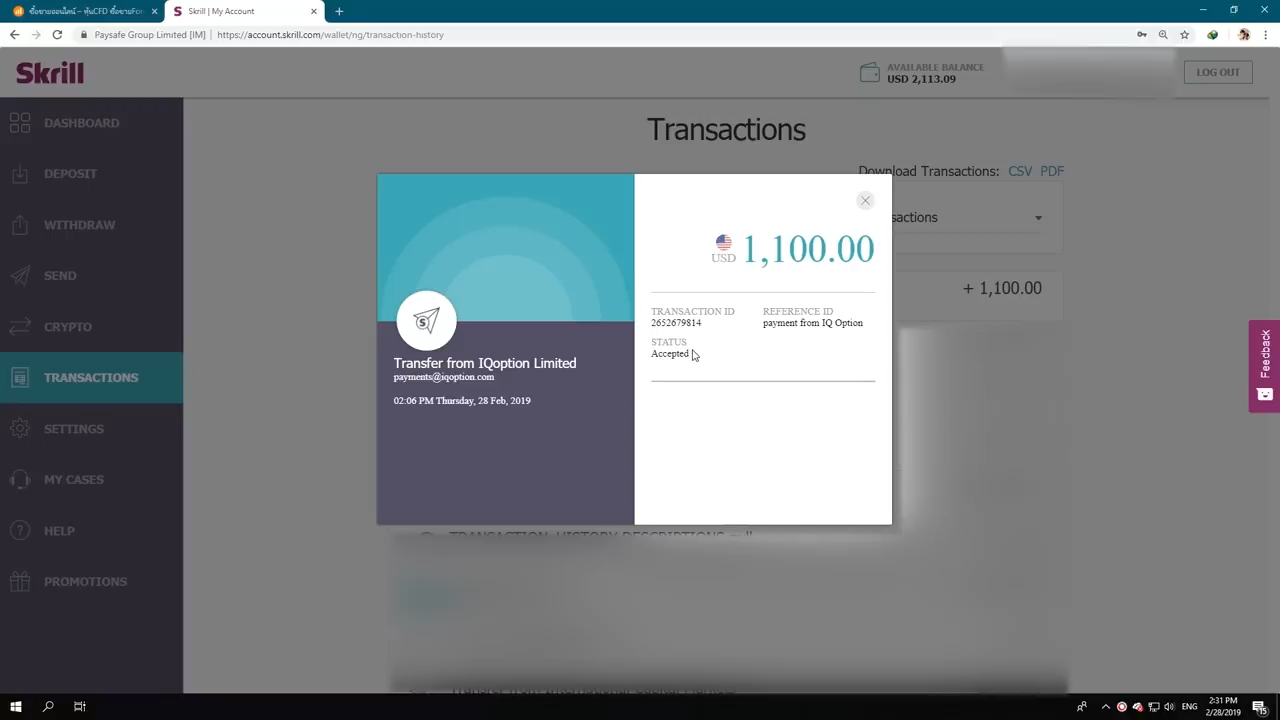 ซื้อขายออนไลน์ – หุ้นCFD ซื้อขายFor
Skrill | My Account
Paysafe Group Limited [IM]
https://account.skrill.com/wallet/ng/transaction-history
Skrill
AVAILABLE BALANCE
USD 2,113.09
LOG OUT
DASHBOARD
DEPOSIT
WITHDRAW
SEND
CRYPTO
TRANSACTIONS
SETTINGS
MY CASES
HELP
PROMOTIONS
Transactions
Download Transactions: CSV PDF
sactions
+ 1,100.00
USD 1,100.00
TRANSACTION ID
2652679814
REFERENCE ID
payment from IQ Option
STATUS
Accepted
Transfer from IQoption Limited
payments@iqoption.com
02:06 PM Thursday, 28 Feb, 2019
Feedback
ENG
2:31 PM
2/28/2019
15